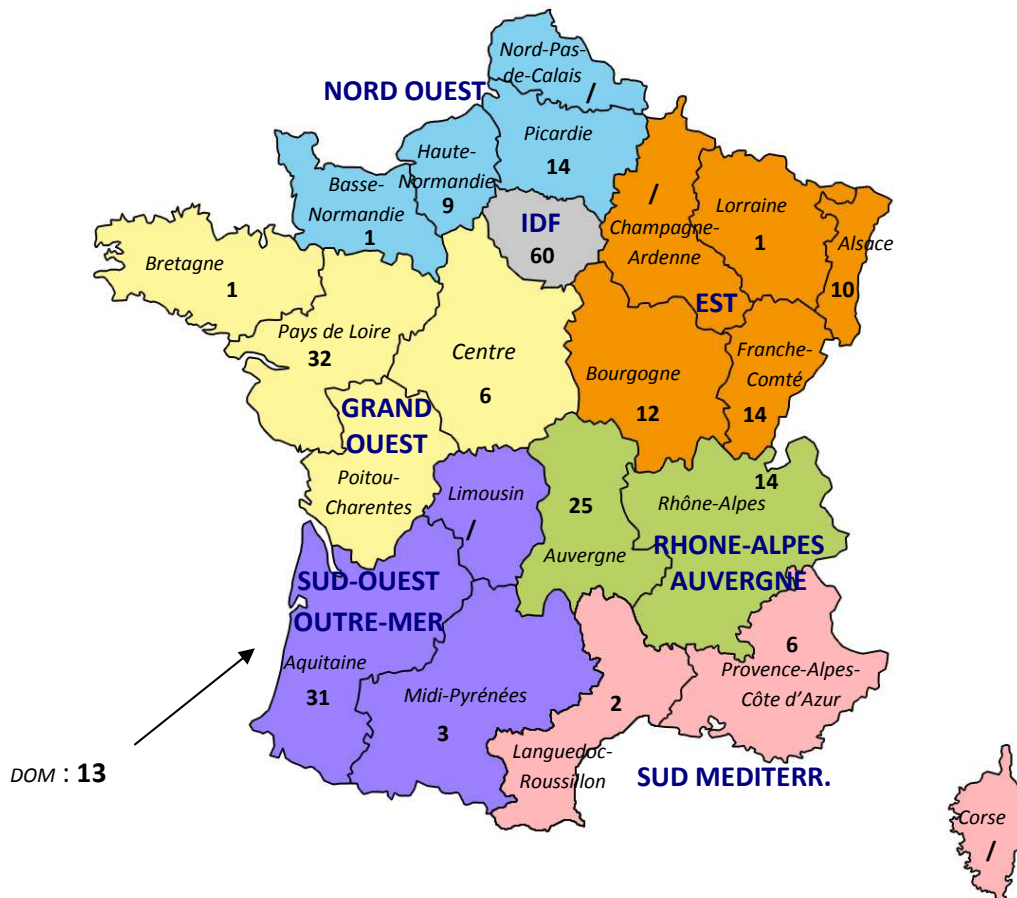 Nord-Pas-
de-Calais
/
NORD OUEST
Picardie
14
Haute-
Normandie
9
Basse-
Normandie
1
IDF
60
/
Champagne-
Ardenne
Lorraine
1
Alsace
10
EST
Bretagne
1
Pays de Loire
32
Centre
6
Bourgogne
12
Franche-
Comté
14
GRAND
OUEST
Poitou-
Charentes
Limousin
/
25
Auvergne
14
Rhône-Alpes
RHONE-ALPES
AUVERGNE
SUD-OUEST
OUTRE-MER
Aquitaine
31
Midi-Pyrénées
3
2
Languedoc-
Roussillon
6
Provence-Alpes-
Côte d’Azur
SUD MEDITERR.
DOM : 13
Corse
/